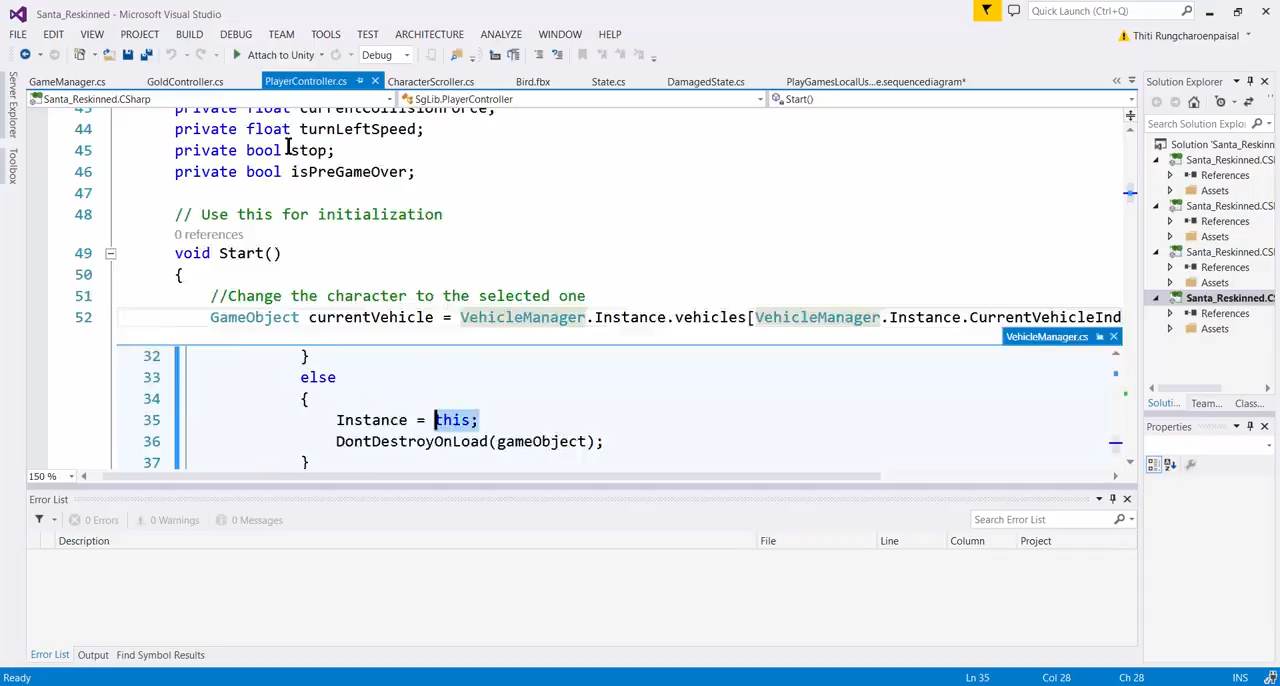 Santa_Reskinned - Microsoft Visual Studio
Quick Launch (Ctrl+Q)
FILE EDIT VIEW PROJECT BUILD DEBUG TEAM TOOLS TEST ARCHITECTURE ANALYZE WINDOW HELP
Thiti Rungcharoenpaisal
Attach to Unity
Debug
Server Explorer
Toolbox
GameManager.cs GoldController.cs PlayerController.cs CharacterScroller.cs Bird.fbx State.cs DamagedState.cs PlayGamesLocalUs...e.sequencediagram*
Santa_Reskinned.CSharp SgLib.PlayerController Start()
43 private float currentCollisionForce;
44 private float turnLeftSpeed;
45 private bool stop;
46 private bool isPreGameOver;
47
48 // Use this for initialization
0 references
49 void Start()
50 {
51 //Change the character to the selected one
52 GameObject currentVehicle = VehicleManager.Instance.vehicles[VehicleManager.Instance.CurrentVehicleInd
VehicleManager.cs
32 }
33 else
34 {
35 Instance = this;
36 DontDestroyOnLoad(gameObject);
37 }
150 %
Error List
0 Errors 0 Warnings 0 Messages
Search Error List
Description File Line Column Project
Error List Output Find Symbol Results
Solution Explorer
Search Solution Explo
Solution 'Santa_Reskinn
Santa_Reskinned.CS
References
Assets
Santa_Reskinned.CS
References
Assets
Santa_Reskinned.CS
References
Assets
Santa_Reskinned.CS
References
Assets
Soluti... Team... Class...
Properties
Ready Ln 35 Col 28 Ch 28 INS